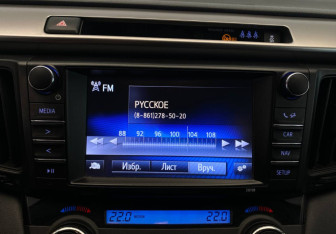 FM
РУССКОЕ
(8-861)278-50-20
88 92 96 100 104 108
Избр. Лист Вруч.
MEDIA
CAR
NAV
SETUP
22.0 22.0